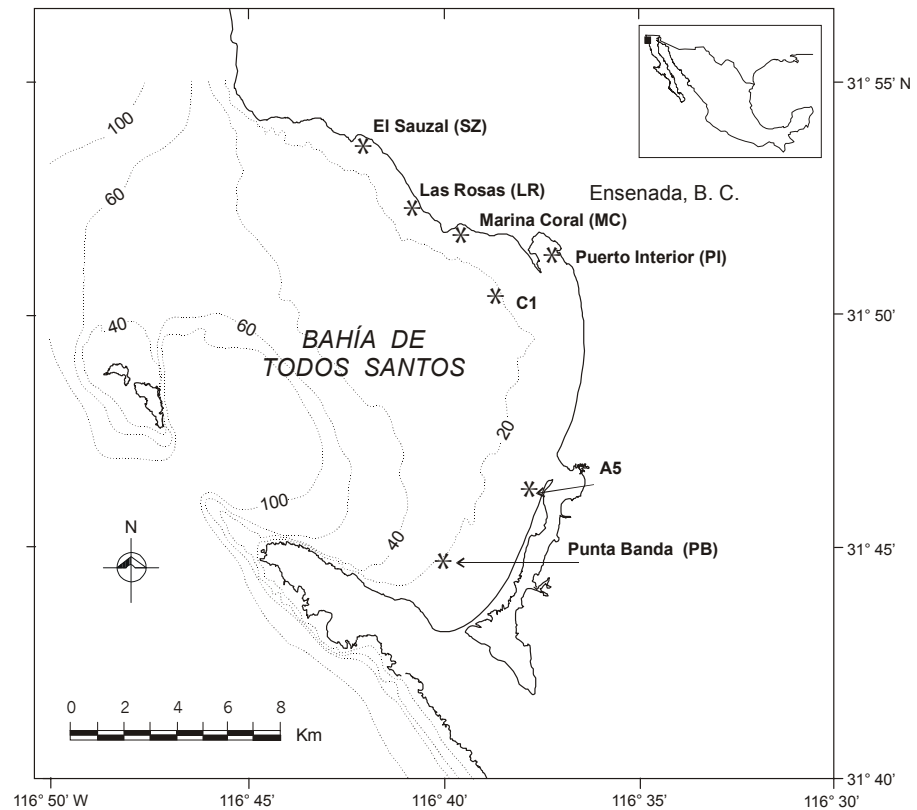 100
60
El Sauzal (SZ)
Las Rosas (LR)
Ensenada, B. C.
Marina Coral (MC)
Puerto Interior (PI)
C1
40
60
BAHÍA DE
TODOS SANTOS
20
A5
100
40
N
Punta Banda (PB)
0 2 4 6 8
Km
31° 55' N
31° 50'
31° 45'
31° 40'
116° 50' W
116° 45'
116° 40'
116° 35'
116° 30'